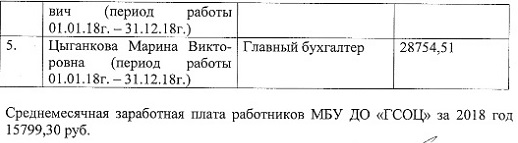 вич (период работы
01.01.18г. – 31.12.18г.)
5. Цыганкова Марина Викто- Главный бухгалтер 28754,51
ровна (период работы
01.01.18г. – 31.12.18г.)
Среднемесячная заработная плата работников МБУ ДО «ГСОЦ» за 2018 год
15799,30 руб.